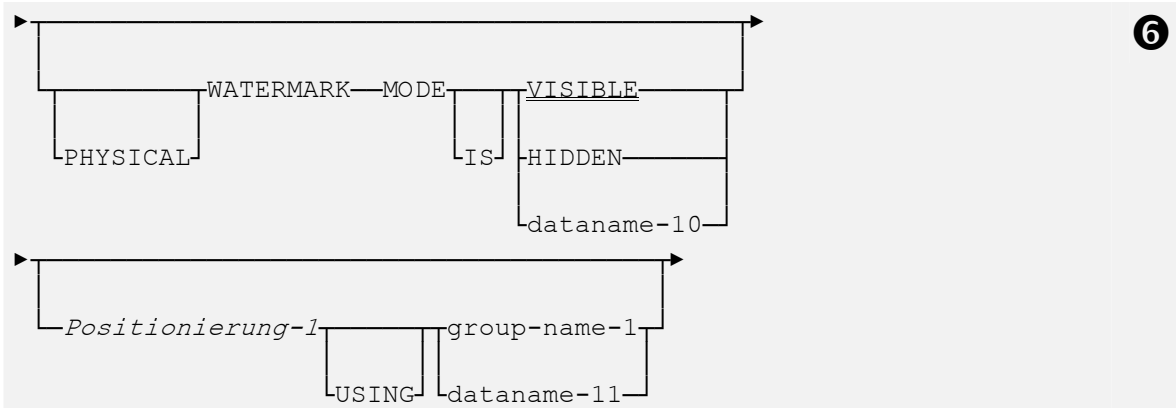 ❻
WATERMARK MODE VISIBLE
PHYSICAL IS HIDDEN
dataname-10
Positionierung-1 group-name-1
USING dataname-11